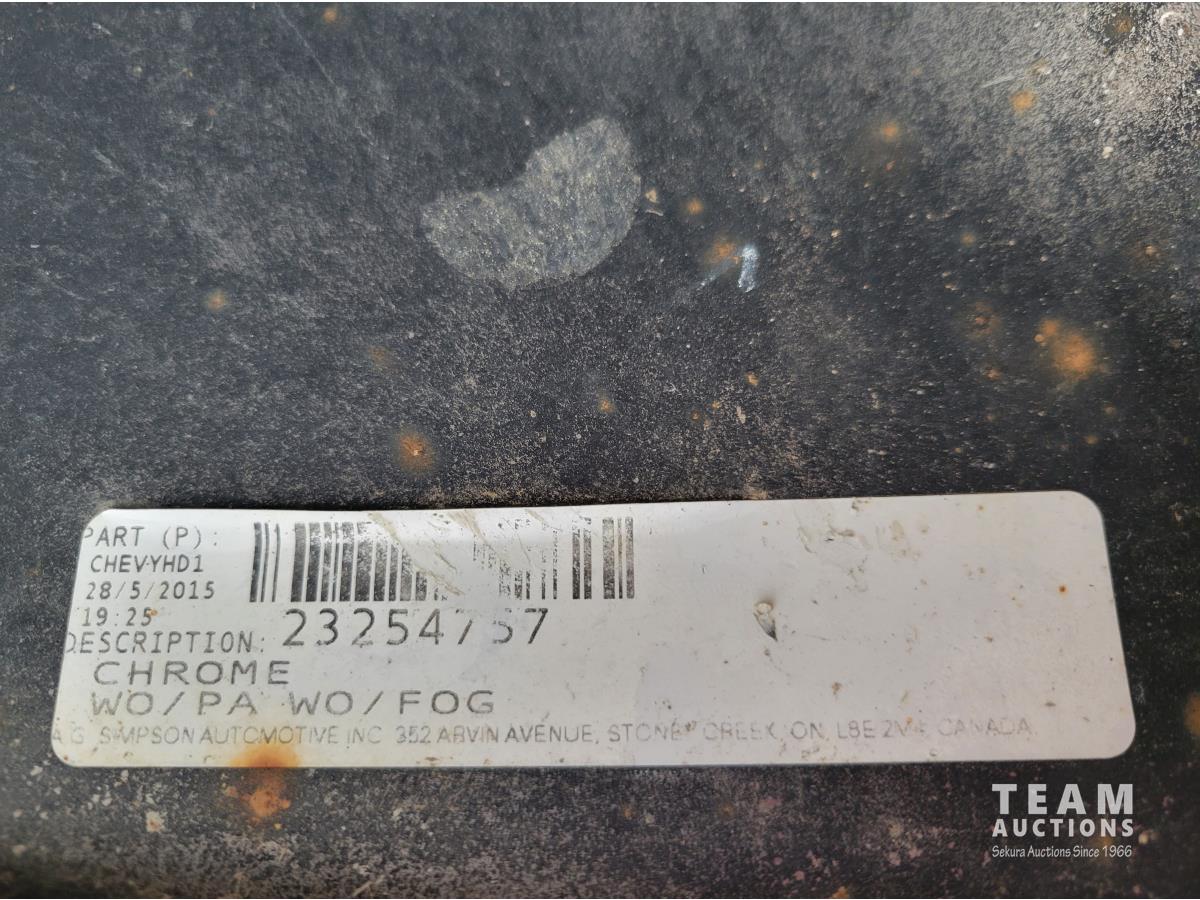 PART (P):
CHEVYHD1
28/5/2015
19:25
DESCRIPTION: 23254757
CHROME
WO/PA WO/FOG
A.G. SIMPSON AUTOMOTIVE INC 352 ARVIN AVENUE, STONEY CREEK, ON, L8E 2V4 CANADA
TEAM
AUCTIONS
Sekura Auctions Since 1966